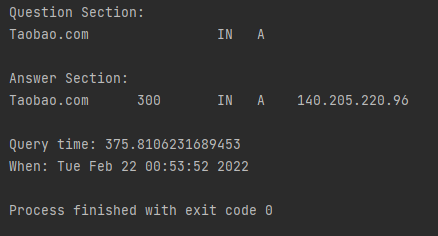 Question Section:
Taobao.com IN A
Answer Section:
Taobao.com 300 IN A 140.205.220.96
Query time: 375.8106231689453
When: Tue Feb 22 00:53:52 2022
Process finished with exit code 0